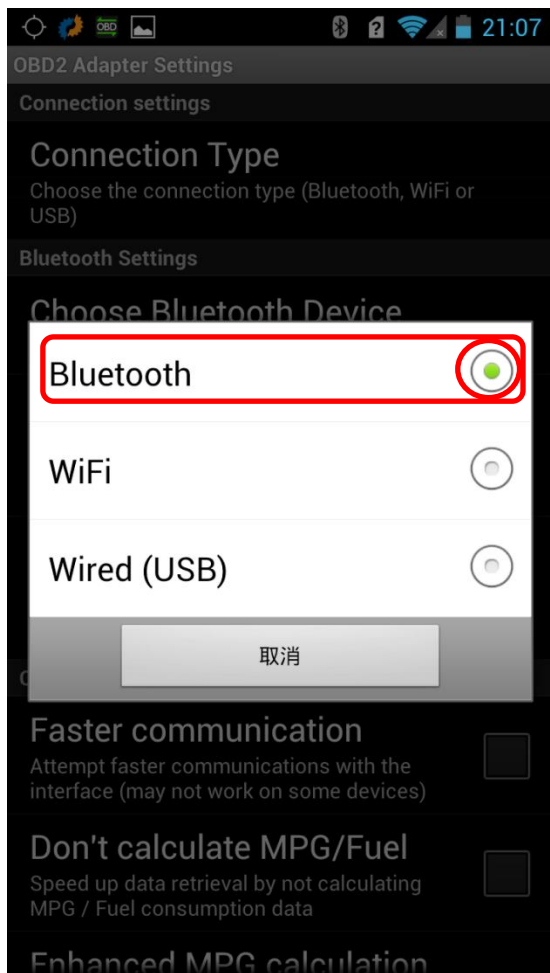 OBD
21:07
OBD2 Adapter Settings
Connection settings
Connection Type
Choose the connection type (Bluetooth, WiFi or
USB)
Bluetooth Settings
Choose Bluetooth Device
Bluetooth
WiFi
Wired (USB)
取消
Faster communication
Attempt faster communications with the
interface (may not work on some devices)
Don't calculate MPG/Fuel
Speed up data retrieval by not calculating
MPG / Fuel consumption data
Enhanced MPG calculation